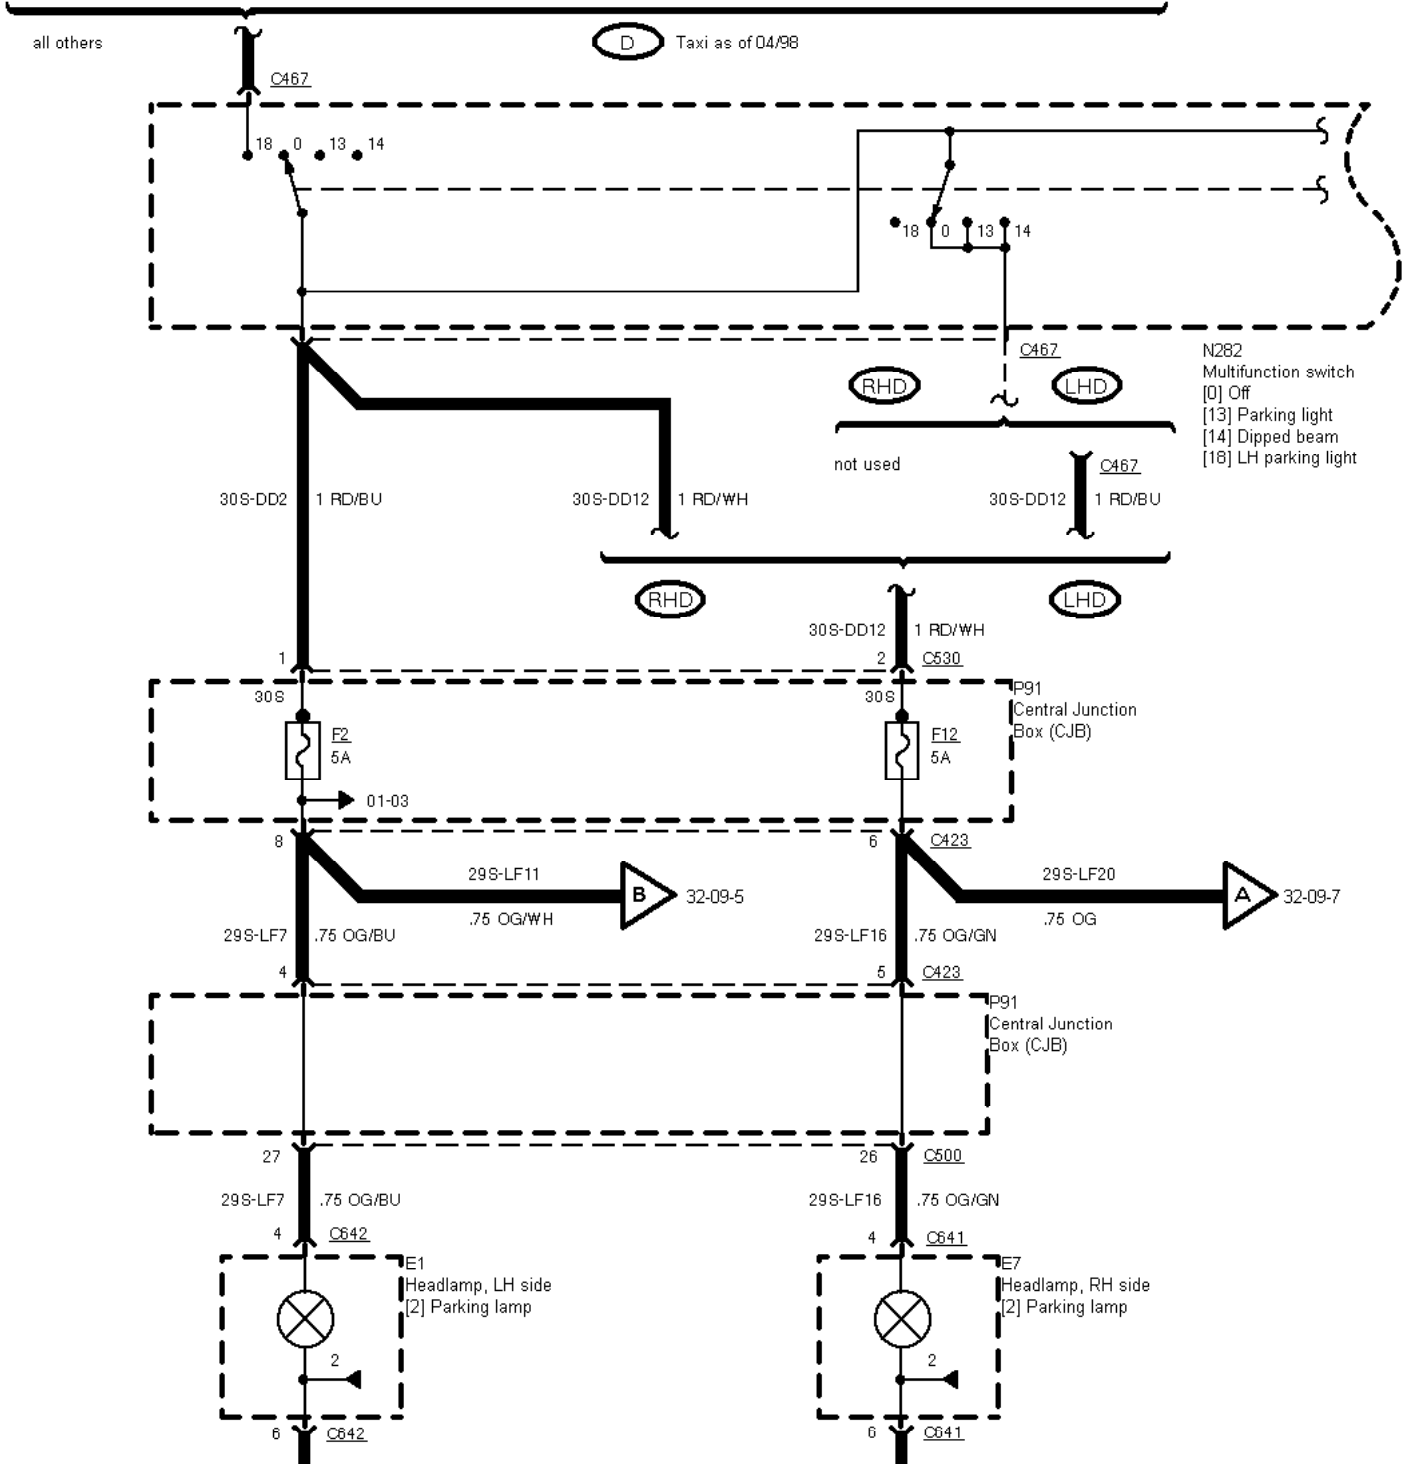 all others
D Taxi as of 04/98
C467
18 0 13 14
18 0 13 14
C467
N282
Multifunction switch
[0] Off
[13] Parking light
[14] Dipped beam
[18] LH parking light
RHD LHD
not used
C467
30S-DD2 1 RD/BU 30S-DD12 1 RD/WH 30S-DD12 1 RD/BU
RHD LHD
30S-DD12 1 RD/WH
1 2 C530
30S 30S
P91
Central Junction
Box (CJB)
F2
5A
F12
5A
01-03
8 6 C423
29S-LF11
.75 OG/WH
B 32-09-5
29S-LF20
.75 OG
A 32-09-7
29S-LF7 .75 OG/BU 29S-LF16 .75 OG/GN
4 5 C423
P91
Central Junction
Box (CJB)
27 26 C500
29S-LF7 .75 OG/BU 29S-LF16 .75 OG/GN
4 C642 4 C641
E1
Headlamp, LH side
[2] Parking lamp
E7
Headlamp, RH side
[2] Parking lamp
2 2
6 C642 6 C641